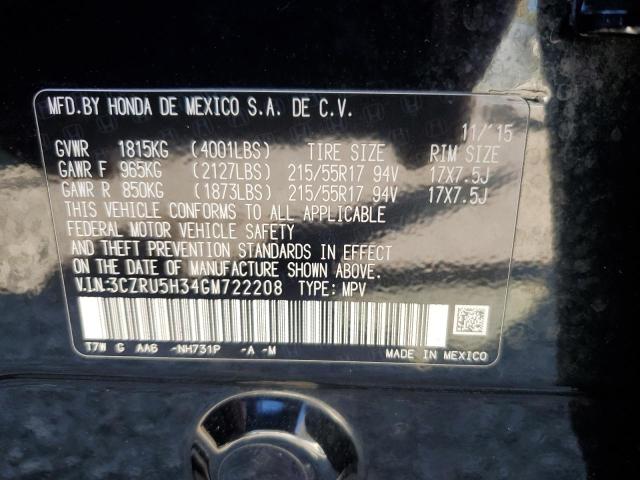 MFD.BY HONDA DE MEXICO S.A. DE C.V.
11/'15
GVWR 1815KG (4001LBS) TIRE SIZE RIM SIZE
GAWR F 965KG (2127LBS) 215/55R17 94V 17X7.5J
GAWR R 850KG (1873LBS) 215/55R17 94V 17X7.5J
THIS VEHICLE CONFORMS TO ALL APPLICABLE
FEDERAL MOTOR VEHICLE SAFETY
AND THEFT PREVENTION STANDARDS IN EFFECT
ON THE DATE OF MANUFACTURE SHOWN ABOVE.
V.I.N:3CZRU5H34GM722208 TYPE: MPV
T7W G AA6 -NH731P -A -M MADE IN MEXICO